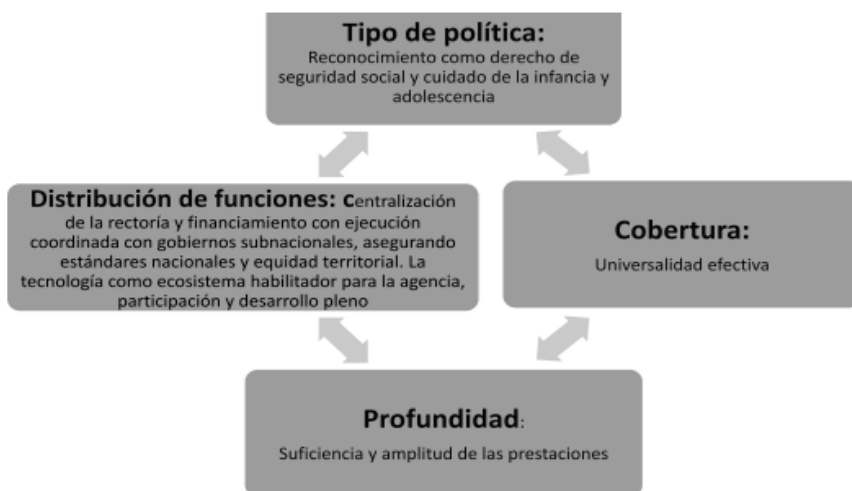 Tipo de política:
Reconocimiento como derecho de
seguridad social y cuidado de la infancia y
adolescencia
Distribución de funciones: centralización
de la rectoría y financiamiento con ejecución
coordinada con gobiernos subnacionales, asegurando
estándares nacionales y equidad territorial. La
tecnología como ecosistema habilitador para la agencia,
participación y desarrollo pleno
Cobertura:
Universalidad efectiva
Profundidad:
Suficiencia y amplitud de las prestaciones